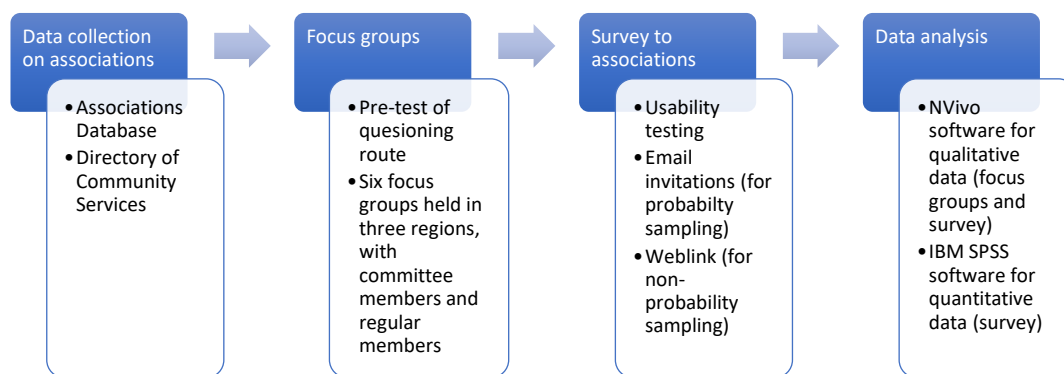 Data collection
on associations
• Associations
Database
• Directory of
Community
Services
Focus groups
• Pre-test of
quesioning
route
• Six focus
groups held in
three regions,
with
committee
members and
regular
members
Survey to
associations
• Usability
testing
• Email
invitations (for
probabilty
sampling)
• Weblink (for
non-
probability
sampling)
Data analysis
• NVivo
software for
qualitative
data (focus
groups and
survey)
• IBM SPSS
software for
quantitative
data (survey)